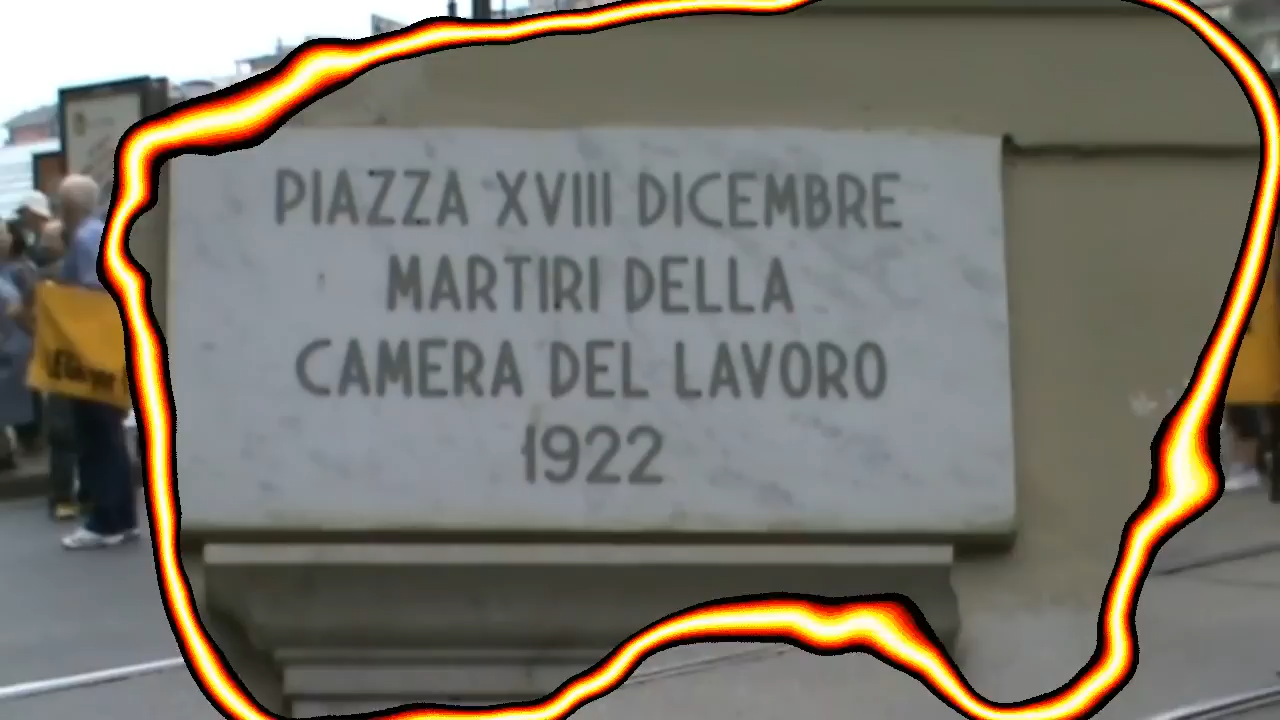 PIAZZA XVIII DICEMBRE
MARTIRI DELLA
CAMERA DEL LAVORO
1922